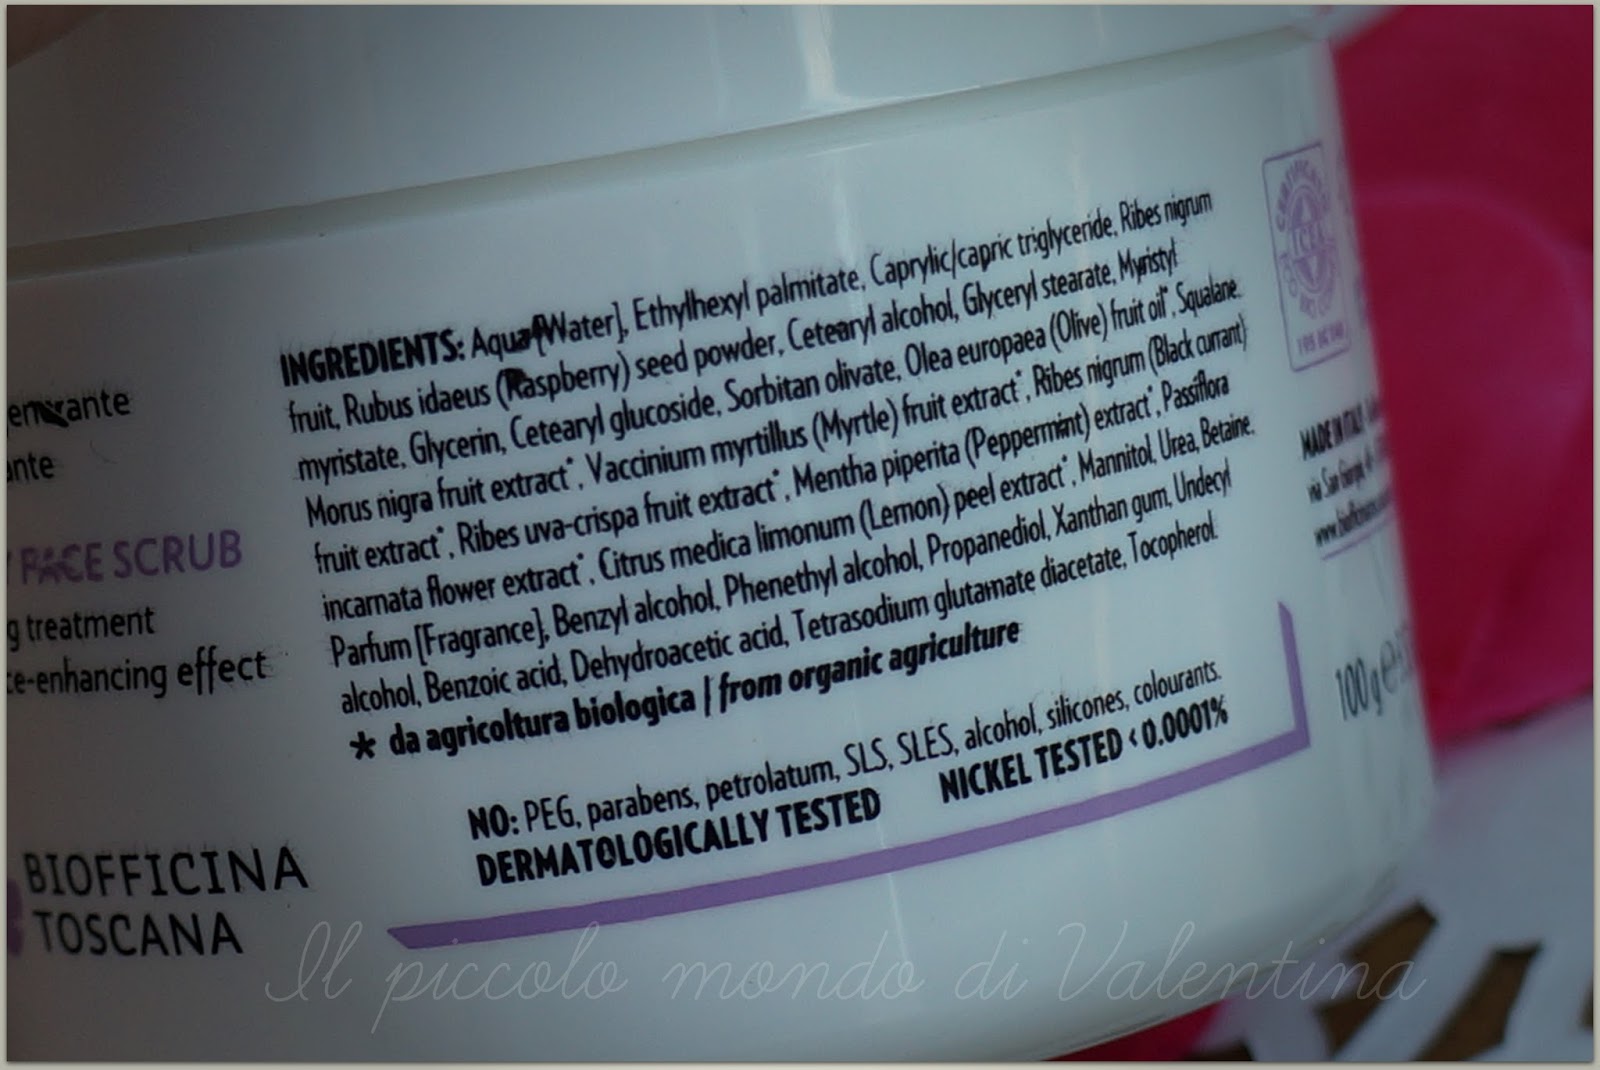 FACE SCRUB
treatment
effect
BIOFFICINA
TOSCANA
INGREDIENTS: Aqua [Water], Ethylhexyl palmitate, Caprylic/capric triglyceride, Ribes nigrum
fruit, Rubus idaeus (Raspberry) seed powder, Cetearyl alcohol, Glyceryl stearate, Myristyl
myristate, Glycerin, Cetearyl glucoside, Sorbitan olivate, Olea europaea (Olive) fruit oil*, Squalane,
Morus nigra fruit extract*, Vaccinium myrtillus (Myrtle) fruit extract*, Ribes nigrum (Black currant)
fruit extract*, Ribes uva-crispa fruit extract*, Mentha piperita (Peppermint) extract*, Passiflora
incarnata flower extract*, Citrus medica limonum (Lemon) peel extract*, Mannitol, Urea, Betaine,
Parfum [Fragrance], Benzyl alcohol, Phenethyl alcohol, Propanediol, Xanthan gum, Undecyl
alcohol, Benzoic acid, Dehydroacetic acid, Tetrasodium glutamate diacetate, Tocopherol.
* da agricoltura biologica / from organic agriculture
NO: PEG, parabens, petrolatum, SLS, SLES, alcohol, silicones, colourants.
DERMATOLOGICALLY TESTED NICKEL TESTED < 0.0001%
MADE IN ITALY
100g e
Il piccolo mondo di Valentina